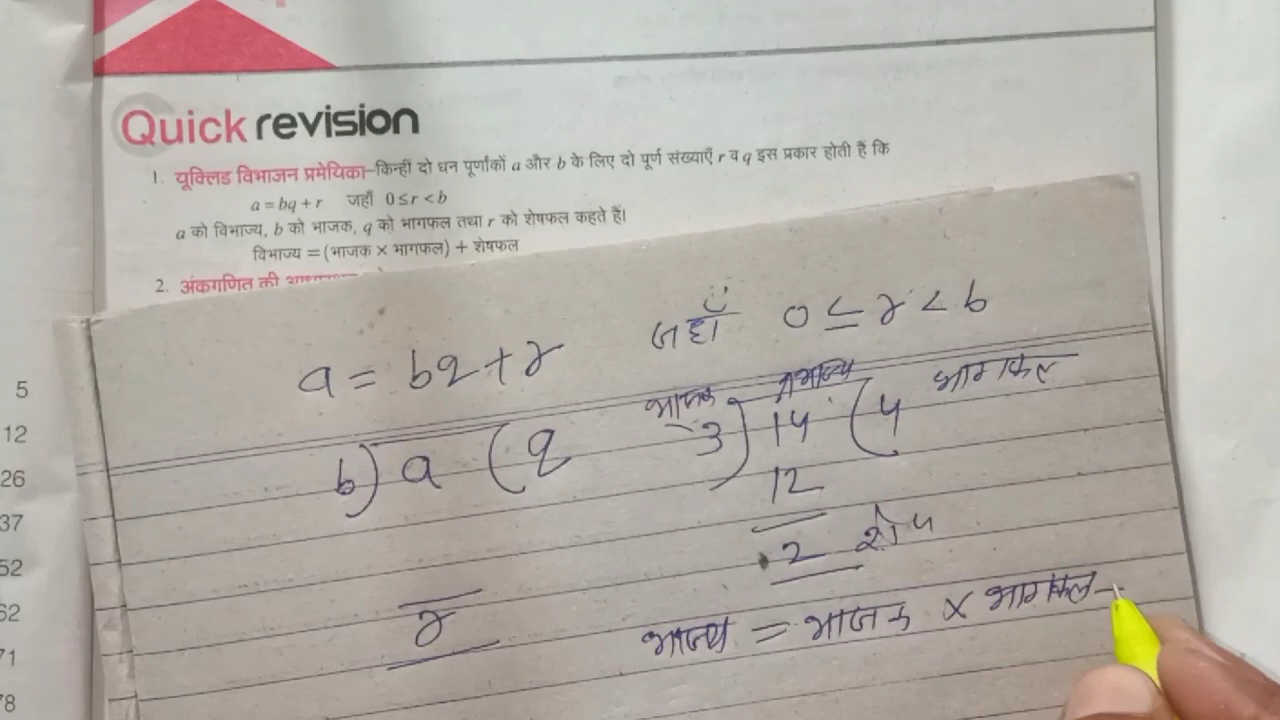 Quick revision
1. यूक्लिड विभाजन प्रमेयिका–किन्हीं दो धन पूर्णांकों a और b के लिए दो पूर्ण संख्याएँ r व q इस प्रकार होती हैं कि
a = bq + r जहाँ 0 ≤ r < b
a को विभाज्य, b को भाजक, q को भागफल तथा r को शेषफल कहते हैं।
विभाज्य = (भाजक × भागफल) + शेषफल
2. अंकगणित की
a = bq + r जहाँ 0 ≤ r < b
भाजक भाज्य भागफल
b) a ( q 3) 14 ( 4
12
2 शेष
r
भाज्य = भाजक × भागफल
5
12
26
37
52
62
71
78